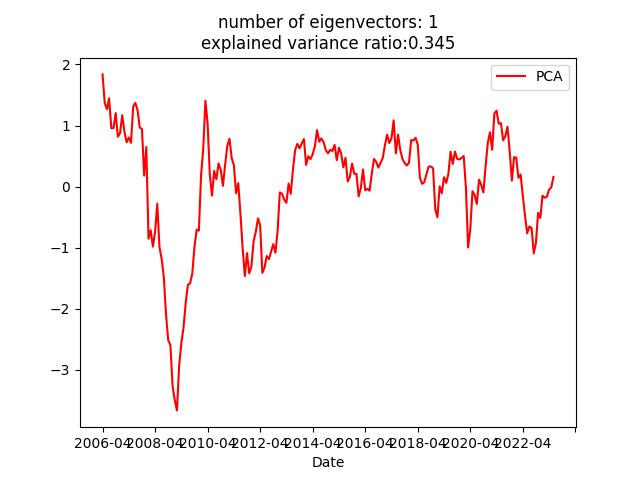 number of eigenvectors: 1
explained variance ratio:0.345
PCA
2
1
0
−1
−2
−3
2006-04 2008-04 2010-04 2012-04 2014-04 2016-04 2018-04 2020-04 2022-04
Date